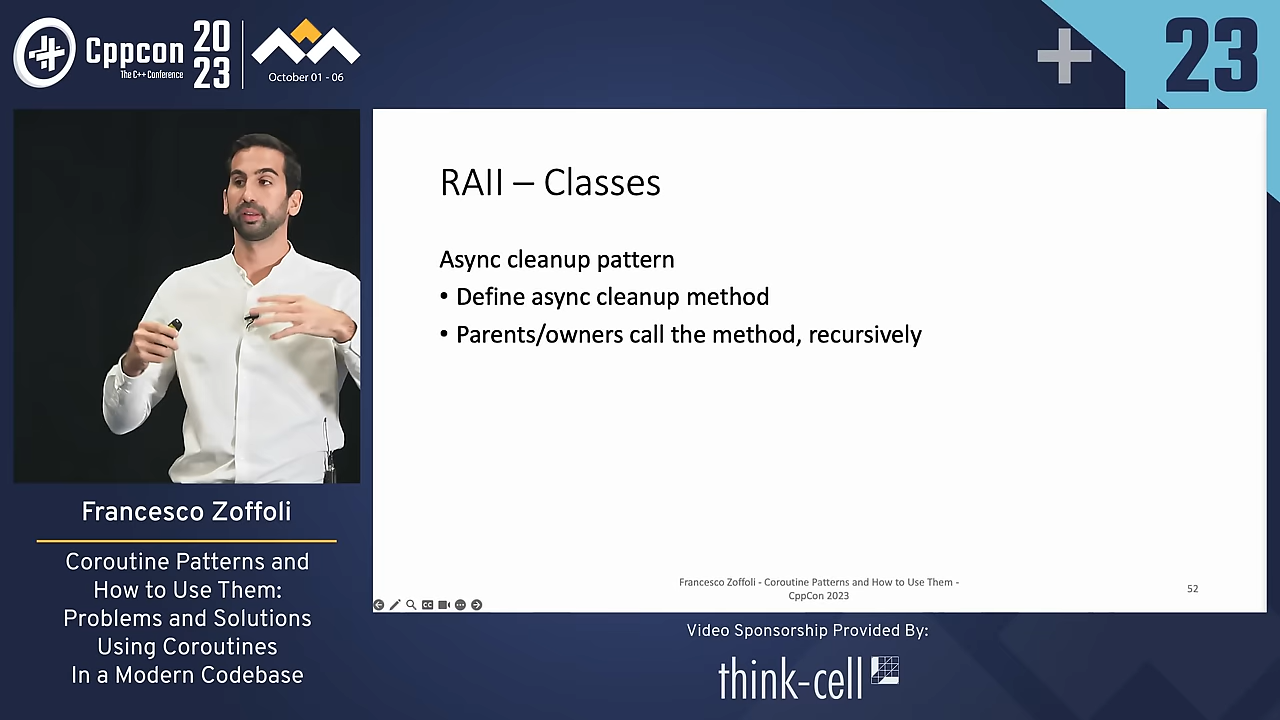 Cppcon
The C++ Conference
20
23
October 01 - 06
23
RAII – Classes
Async cleanup pattern
• Define async cleanup method
• Parents/owners call the method, recursively
Francesco Zoffoli - Coroutine Patterns and How to Use Them -
CppCon 2023
52
Francesco Zoffoli
Coroutine Patterns and
How to Use Them:
Problems and Solutions
Using Coroutines
In a Modern Codebase
Video Sponsorship Provided By:
think-cell